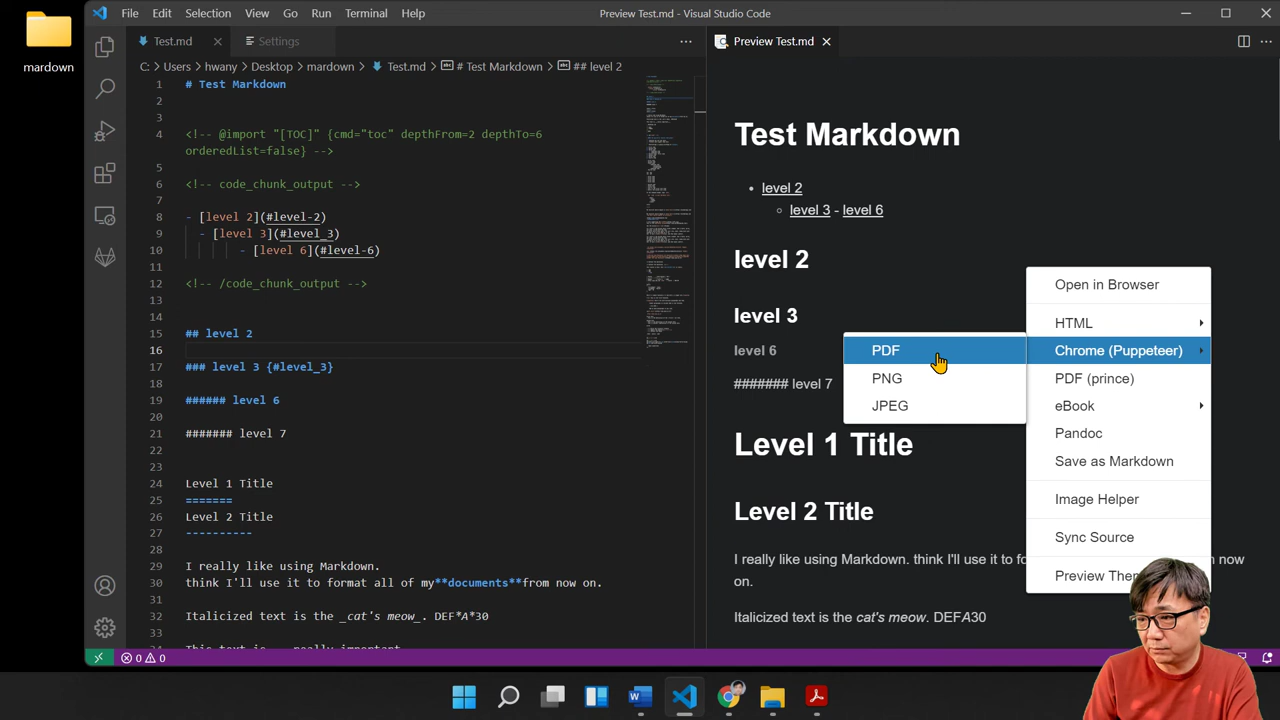 mardown
File Edit Selection View Go Run Terminal Help
Preview Test.md - Visual Studio Code
Test.md
Settings
C: > Users > hwany > Desktop > mardown > Test.md > # Test Markdown > ## level 2
1 # Test Markdown
2
3
4 <!-- @import "[TOC]" {cmd="toc" depthFrom=2 depthTo=6
orderedList=false} -->
5
6 <!-- code_chunk_output -->
7
8 - [level 2](#level-2)
9 - [level 3](#level_3)
10 - [level 6](#level-6)
11
12 <!-- /code_chunk_output -->
13
14
15 ## level 2
16
17 ### level 3 {#level_3}
18
19 ###### level 6
20
21 ####### level 7
22
23
24 Level 1 Title
25 =======
26 Level 2 Title
27 ----------
28
29 I really like using Markdown.
30 think I'll use it to format all of my**documents**from now on.
31
32 Italicized text is the _cat's meow_. DEF*A*30
33
Preview Test.md
Test Markdown
• level 2
○ level 3 - level 6
level 2
level 3
level 6
####### level 7
Level 1 Title
Level 2 Title
I really like using Markdown. think I'll use it to
now
on.
Italicized text is the cat's meow. DEFA30
Open in Browser
HTML
Chrome (Puppeteer)
PDF (prince)
eBook
Pandoc
Save as Markdown
Image Helper
Sync Source
Preview
PDF
PNG
JPEG
0 0